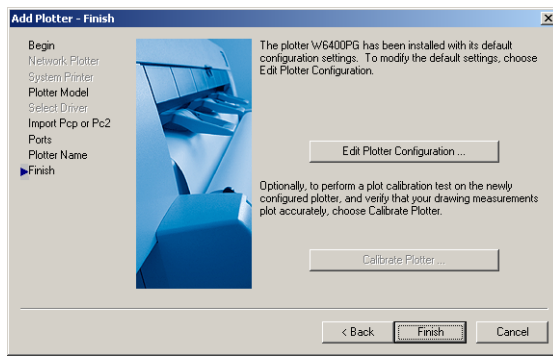 Add Plotter - Finish
Begin
Network Plotter
System Printer
Plotter Model
Select Driver
Import Pcp or Pc2
Ports
Plotter Name
Finish
The plotter W6400PG has been installed with its default
configuration settings. To modify the default settings, choose
Edit Plotter Configuration.
Edit Plotter Configuration ...
Optionally, to perform a plot calibration test on the newly
configured plotter, and verify that your drawing measurements
plot accurately, choose Calibrate Plotter.
Calibrate Plotter ...
< Back
Finish
Cancel